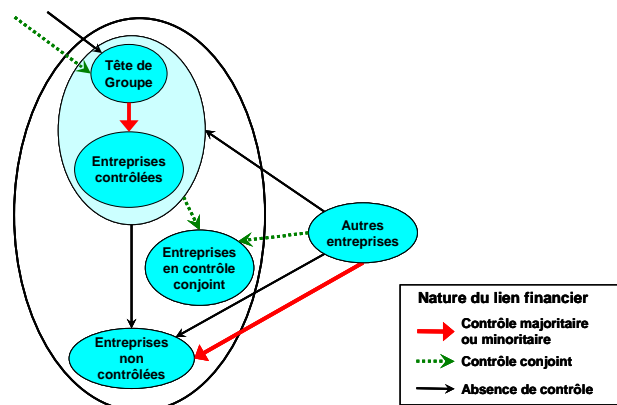 Tête de
Groupe
Entreprises
contrôlées
Autres
entreprises
Entreprises
en contrôle
conjoint
Entreprises
non
contrôlées
Nature du lien financier
Contrôle majoritaire
ou minoritaire
Contrôle conjoint
Absence de contrôle